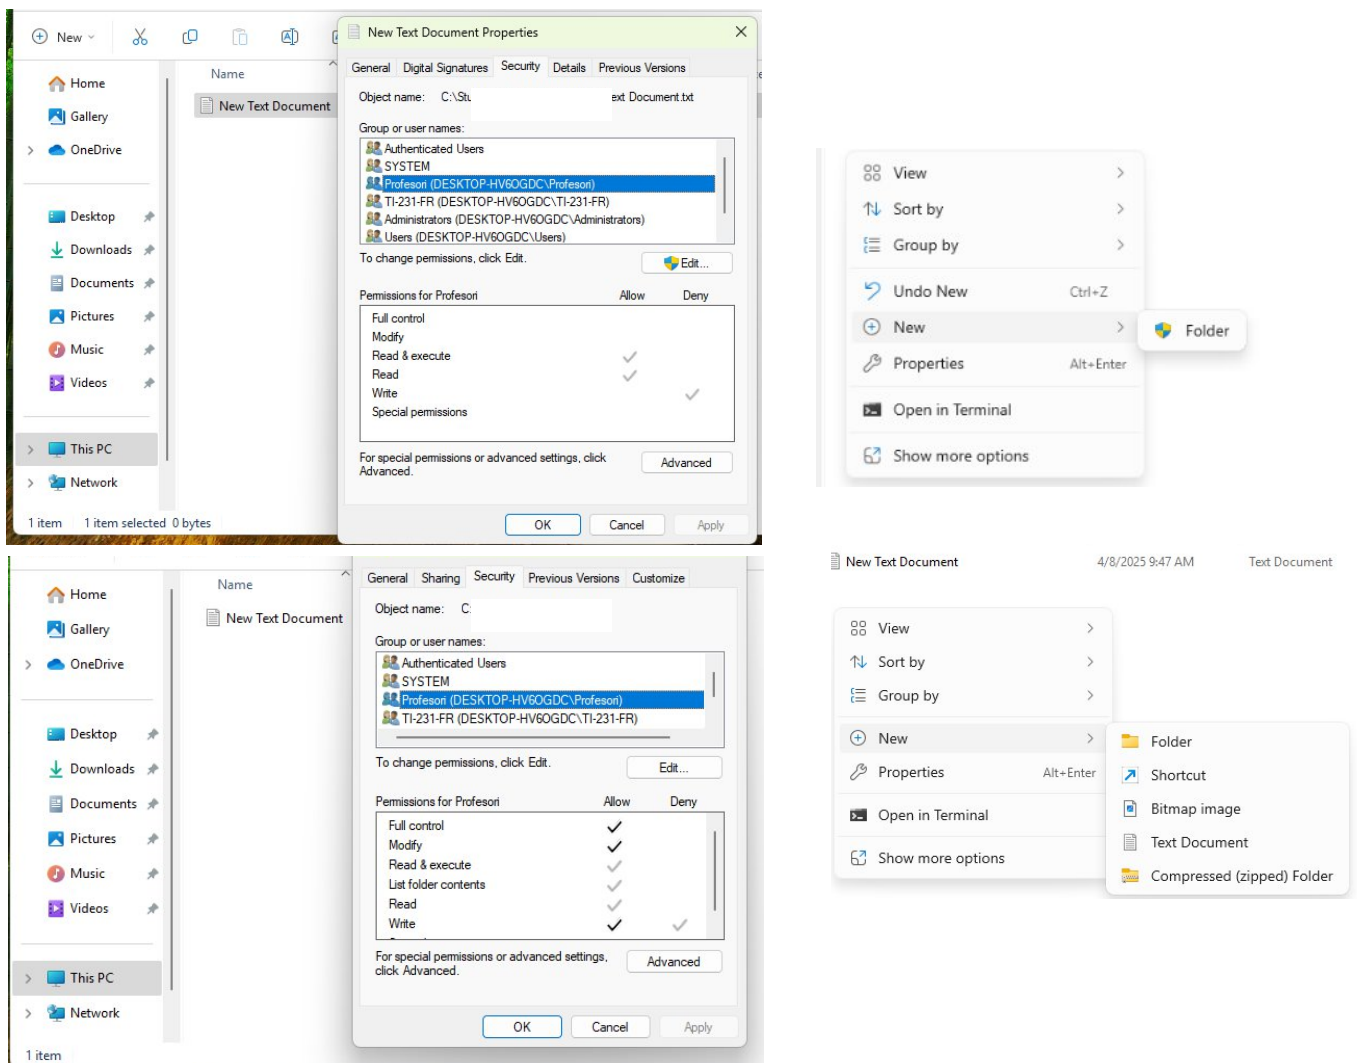 New
New Text Document Properties
General Digital Signatures Security Details Previous Versions
Object name: C:\Stu ext Document.txt
Group or user names:
Authenticated Users
SYSTEM
Profesori (DESKTOP-HV6OGDC\Profesori)
TI-231-FR (DESKTOP-HV6OGDC\TI-231-FR)
Administrators (DESKTOP-HV6OGDC\Administrators)
Users (DESKTOP-HV6OGDC\Users)
To change permissions, click Edit.
Edit...
Permissions for Profesori Allow Deny
Full control
Modify
Read & execute
Read
Write
Special permissions
For special permissions or advanced settings, click
Advanced.
Advanced
OK Cancel Apply
Name
New Text Document
Home
Gallery
OneDrive
Desktop
Downloads
Documents
Pictures
Music
Videos
This PC
Network
1 item 1 item selected 0 bytes
View
Sort by
Group by
Undo New Ctrl+Z
New
Folder
Properties Alt+Enter
Open in Terminal
Show more options
Home
Gallery
OneDrive
Desktop
Downloads
Documents
Pictures
Music
Videos
This PC
Network
1 item
Name
New Text Document
General Sharing Security Previous Versions Customize
Object name: C:
Group or user names:
Authenticated Users
SYSTEM
Profesori (DESKTOP-HV6OGDC\Profesori)
TI-231-FR (DESKTOP-HV6OGDC\TI-231-FR)
To change permissions, click Edit.
Edit...
Permissions for Profesori Allow Deny
Full control
Modify
Read & execute
List folder contents
Read
Write
For special permissions or advanced settings,
click Advanced.
Advanced
OK Cancel Apply
New Text Document 4/8/2025 9:47 AM Text Document
View
Sort by
Group by
New
Properties Alt+Enter
Open in Terminal
Show more options
Folder
Shortcut
Bitmap image
Text Document
Compressed (zipped) Folder